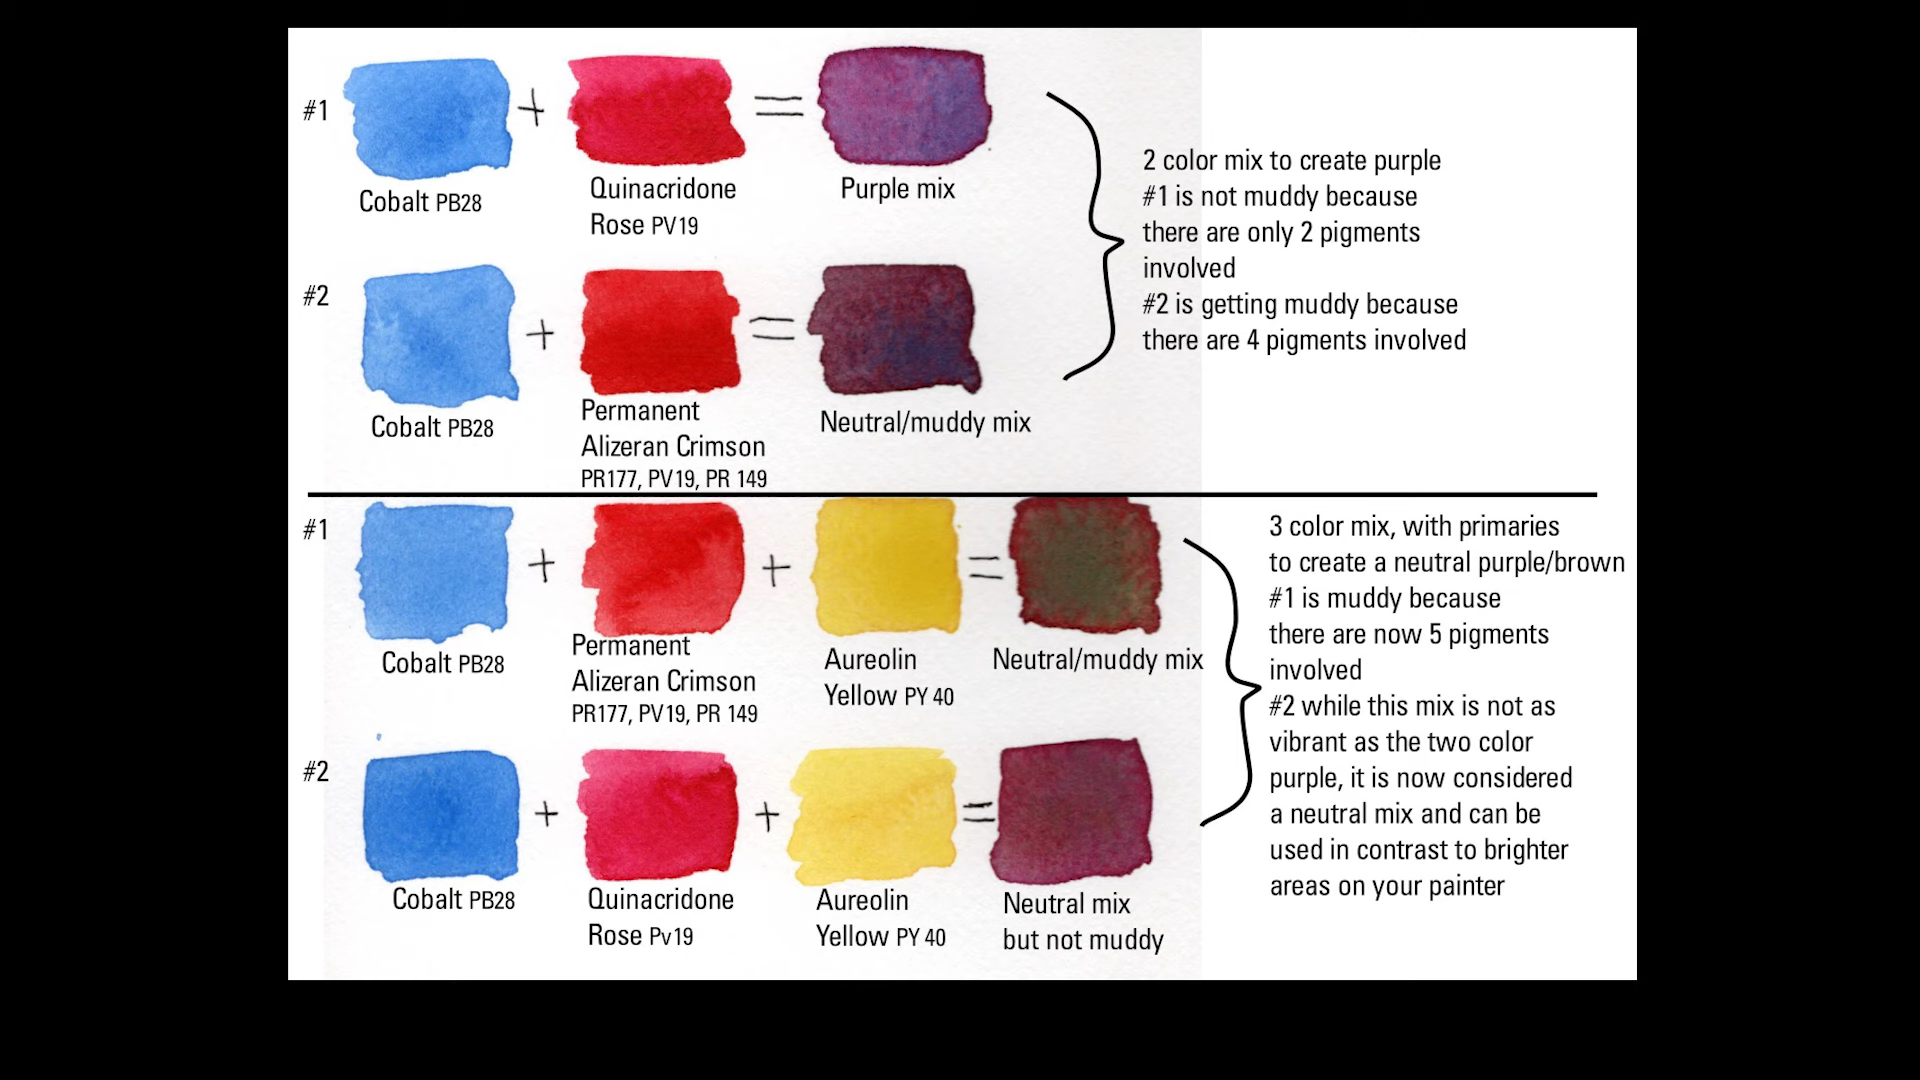 #1
+
=
Cobalt PB28
Quinacridone
Rose PV19
Purple mix
2 color mix to create purple
#1 is not muddy because
there are only 2 pigments
involved
#2 is getting muddy because
there are 4 pigments involved
#2
+
=
Cobalt PB28
Permanent
Alizeran Crimson
PR177, PV19, PR 149
Neutral/muddy mix
#1
+
+
=
Cobalt PB28
Permanent
Alizeran Crimson
PR177, PV19, PR 149
Aureolin
Yellow PY 40
Neutral/muddy mix
3 color mix, with primaries
to create a neutral purple/brown
#1 is muddy because
there are now 5 pigments
involved
#2 while this mix is not as
vibrant as the two color
purple, it is now considered
a neutral mix and can be
used in contrast to brighter
areas on your painter
#2
+
+
=
Cobalt PB28
Quinacridone
Rose Pv19
Aureolin
Yellow PY 40
Neutral mix
but not muddy